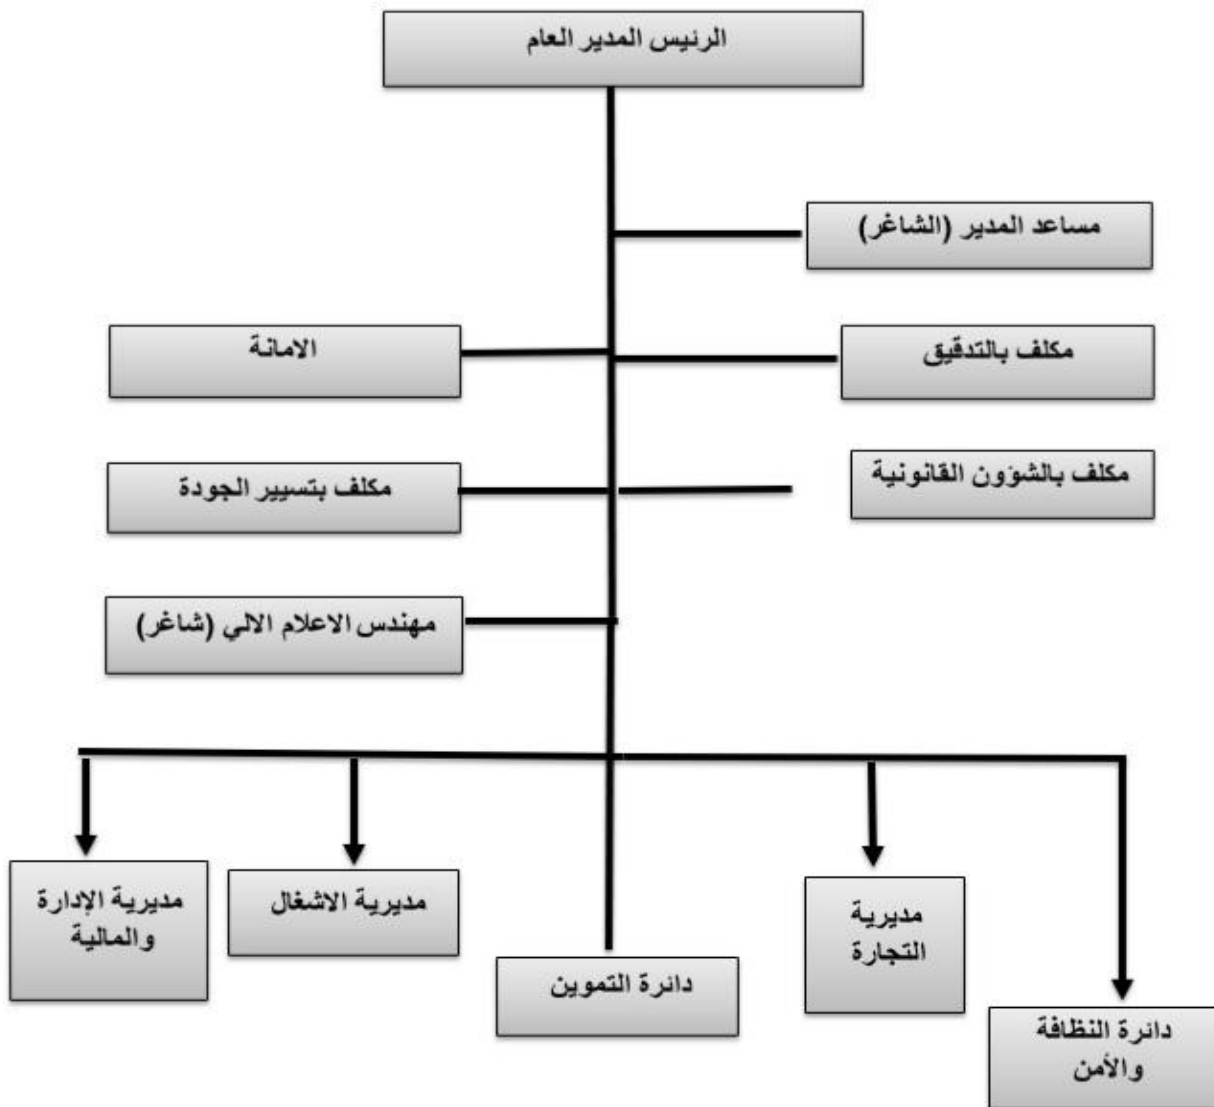 الرئيس المدير العام
مساعد المدير (الشاغر)
مكلف بالتدقيق
الامانة
مكلف بالشؤون القانونية
مكلف بتسيير الجودة
مهندس الاعلام الالي (شاغر)
دائرة النظافة
والأمن
مديرية
التجارة
دائرة التموين
مديرية الاشغال
مديرية الإدارة
والمالية